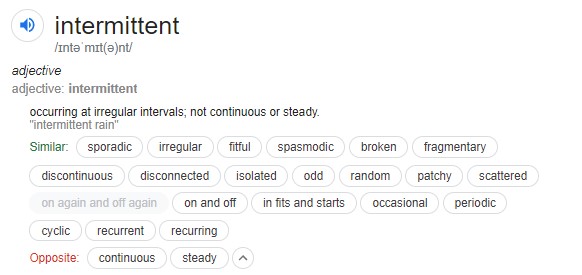 intermittent
/ɪntəˈmɪt(ə)nt/
adjective
adjective: intermittent
occurring at irregular intervals; not continuous or steady.
"intermittent rain"
Similar: sporadic irregular fitful spasmodic broken fragmentary
discontinuous disconnected isolated odd random patchy scattered
on again and off again on and off in fits and starts occasional periodic
cyclic recurrent recurring
Opposite: continuous steady